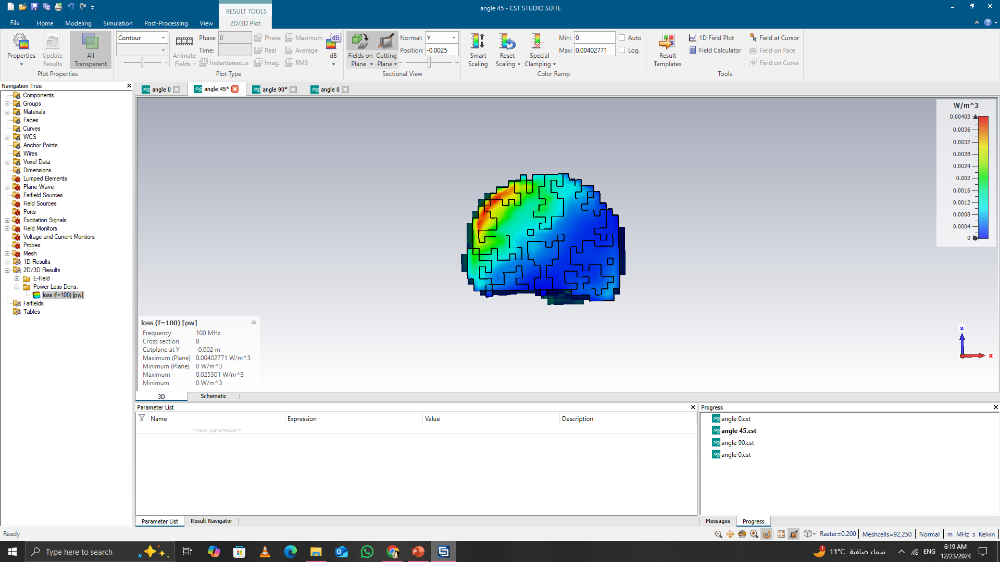 angle 45 - CST STUDIO SUITE
RESULT TOOLS
File Home Modeling Simulation Post-Processing View 2D/3D Plot
Properties
Update Results
All Transparent
Plot Properties
Contour
Animate Fields
Phase: 0
Time:
Phase
Real
Instantaneous
Imag.
Maximum
Average
RMS
dB
dB
Plot Type
Fields on Plane
Cutting Plane
Normal: Y
Position: -0.0025
Sectional View
Smart Scaling
Reset Scaling
Special Clamping
Min: 0
Max: 0.00402771
Auto
Log.
Color Ramp
Result Templates
1D Field Plot
Field Calculator
Field at Cursor
Field on Face
Field on Curve
Tools
Navigation Tree
Components
Groups
Materials
Faces
Curves
WCS
Anchor Points
Wires
Voxel Data
Dimensions
Lumped Elements
Plane Wave
Farfield Sources
Field Sources
Ports
Excitation Signals
Field Monitors
Voltage and Current Monitors
Probes
Mesh
1D Results
2D/3D Results
E-Field
Power Loss Dens.
loss (f=100) [pw]
Farfields
Tables
angle 0
angle 45*
angle 90*
angle 0
W/m^3
0.00403
0.0036
0.0032
0.0028
0.0024
0.002
0.0016
0.0012
0.0008
0.0004
0
z
x
loss (f=100) [pw]
Frequency 100 MHz
Cross section B
Cutplane at Y -0.002 m
Maximum (Plane) 0.00402771 W/m^3
Minimum (Plane) 0 W/m^3
Maximum 0.025301 W/m^3
Minimum 0 W/m^3
3D Schematic
Parameter List
Name Expression Value Description
<new parameter>
Parameter List Result Navigator
Progress
angle 0.cst
angle 45.cst
angle 90.cst
angle 0.cst
Messages Progress
Ready
Raster=0.200 Meshcells=92,250 Normal m MHz s Kelvin
Type here to search
1
11°C سماء صافية
ENG
6:19 AM
12/23/2024